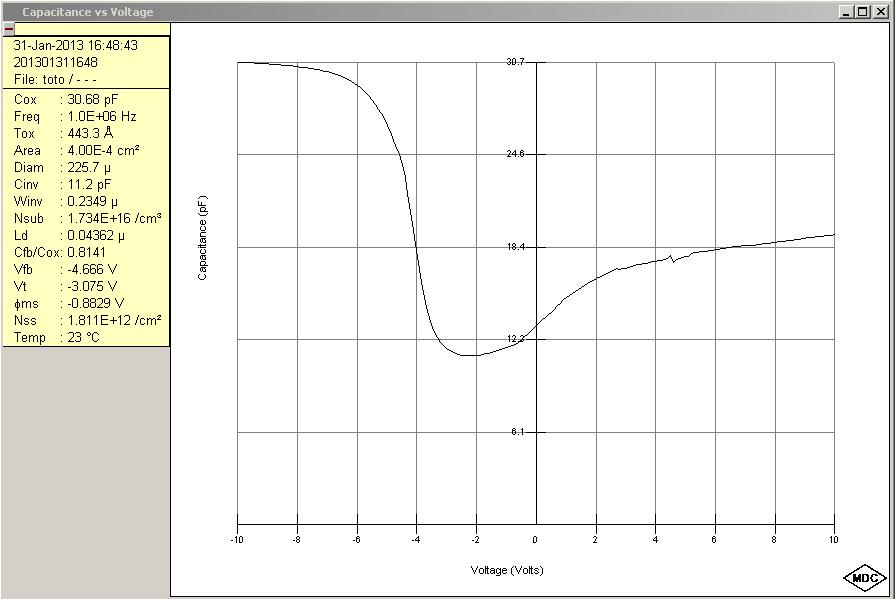 Capacitance vs Voltage
31-Jan-2013 16:48:43
201301311648
File: toto / - - -
Cox : 30.68 pF
Freq : 1.0E+06 Hz
Tox : 443.3 Å
Area : 4.00E-4 cm²
Diam : 225.7 µ
Cinv : 11.2 pF
Winv : 0.2349 µ
Nsub : 1.734E+16 /cm³
Ld : 0.04362 µ
Cfb/Cox: 0.8141
Vfb : -4.666 V
Vt : -3.075 V
ϕms : -0.8829 V
Nss : 1.811E+12 /cm²
Temp : 23 °C
Capacitance (pF)
30.7
24.6
18.4
12.3
6.1
-10 -8 -6 -4 -2 0 2 4 6 8 10
Voltage (Volts)
MDC